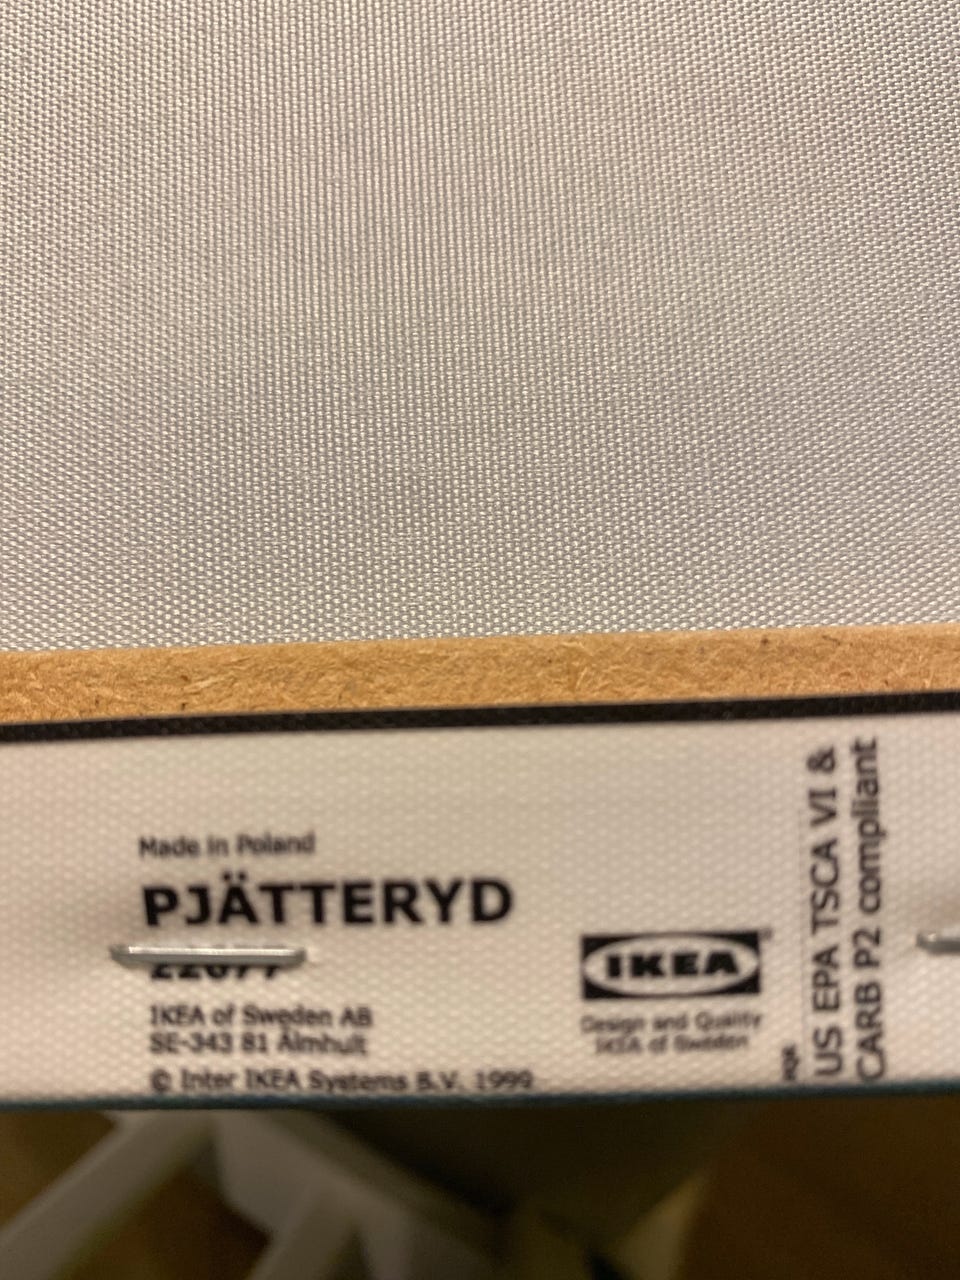 Made in Poland
PJÄTTERYD
IKEA of Sweden AB
SE-343 81 Älmhult
© Inter IKEA Systems B.V. 1999
IKEA
Design and Quality
IKEA of Sweden
US EPA TSCA VI &
CARB P2 compliant